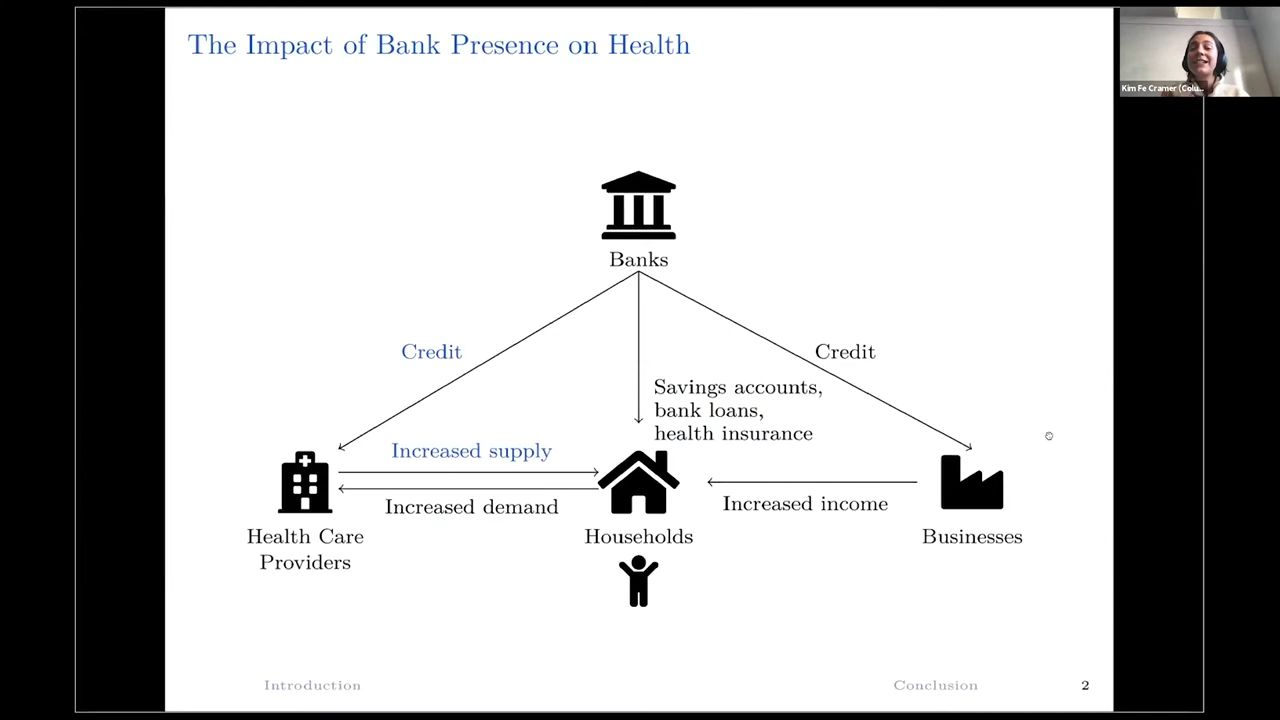 The Impact of Bank Presence on Health
Kim Fe Cramer (Colu...
Banks
Credit
Credit
Savings accounts,
bank loans,
health insurance
Increased supply
Increased demand
Increased income
Health Care
Providers
Households
Businesses
Introduction
Conclusion
2